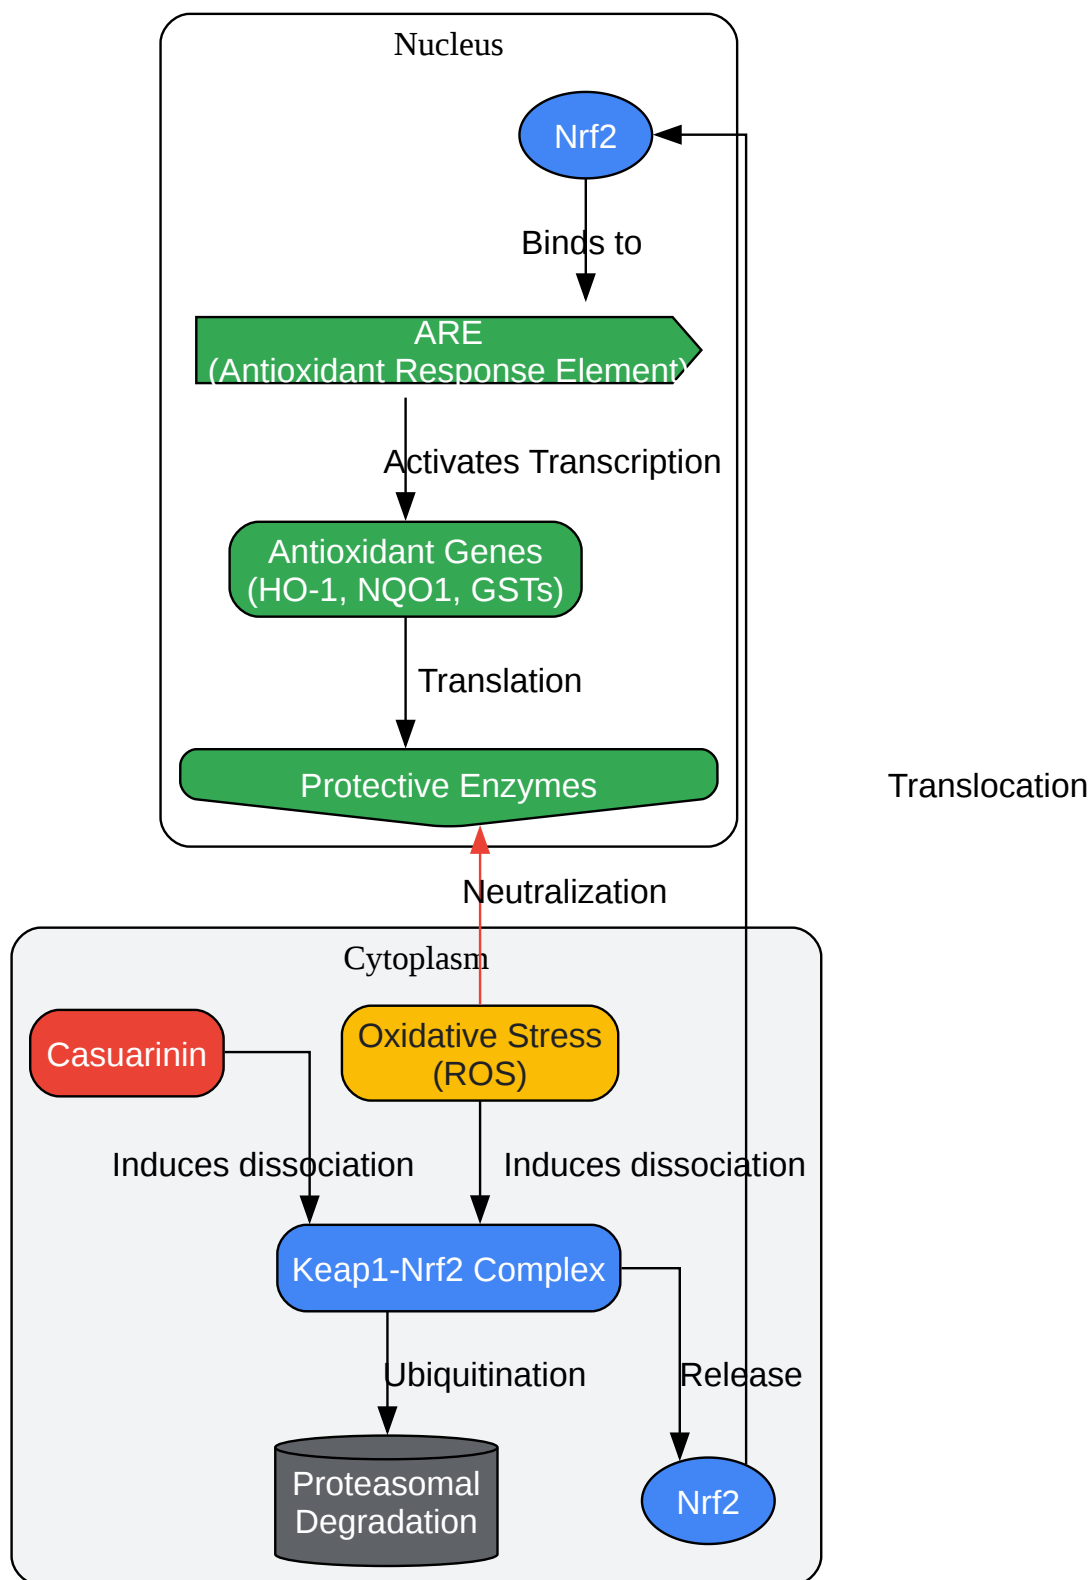 Nucleus
Nrf2
Binds to
ARE
(Antioxidant Response Element)
Activates Transcription
Antioxidant Genes
(HO-1, NQO1, GSTs)
Translation
Protective Enzymes
Translocation
Neutralization
Cytoplasm
Casuarinin
Oxidative Stress
(ROS)
Induces dissociation
Induces dissociation
Keap1-Nrf2 Complex
Ubiquitination
Release
Proteasomal
Degradation
Nrf2